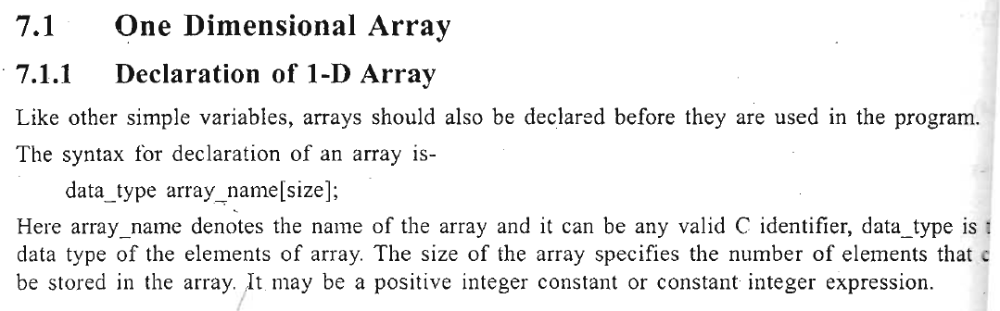 7.1 One Dimensional Array
7.1.1 Declaration of 1-D Array
Like other simple variables, arrays should also be declared before they are used in the program.
The syntax for declaration of an array is-
data_type array_name[size];
Here array_name denotes the name of the array and it can be any valid C identifier, data_type is
data type of the elements of array. The size of the array specifies the number of elements that
be stored in the array. It may be a positive integer constant or constant integer expression.